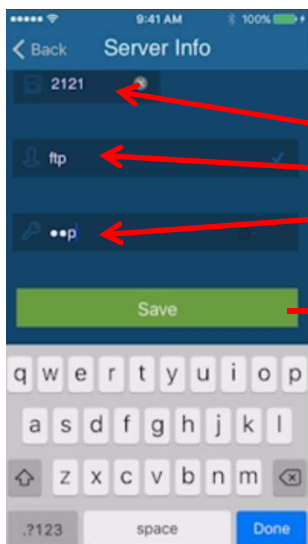 9:41 AM 100%
Back Server Info
2121
ftp
••p
Save
q w e r t y u i o p
a s d f g h j k l
z x c v b n m
.?123 space Done